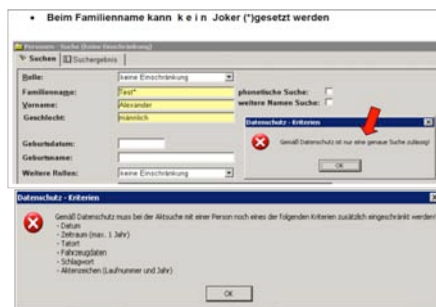 • Beim Familienname kann k e i n Joker (*)gesetzt werden
Personen - Suche (keine Einschränkung)
Suchen Suchergebnis
Rolle: keine Einschränkung
Familienname: Test* phonetische Suche:
Vorname: Alexander weitere Namen Suche:
Geschlecht: männlich
Datenschutz - Kriterien
Gemäß Datenschutz ist nur eine genaue Suche zulässig!
OK
Geburtsdatum:
Geburtsname:
Weitere Rollen: keine Einschränkung
Datenschutz - Kriterien
Gemäß Datenschutz muss bei der Aktsuche mit einer Person noch eines der folgenden Kriterien zusätzlich eingeschränkt werden!
- Datum
- Zeitraum (max. 1 Jahr)
- Tatort
- Fahrzeugdaten
- Schlagwort
- Aktenzeichen (Laufnummer und Jahr)
OK